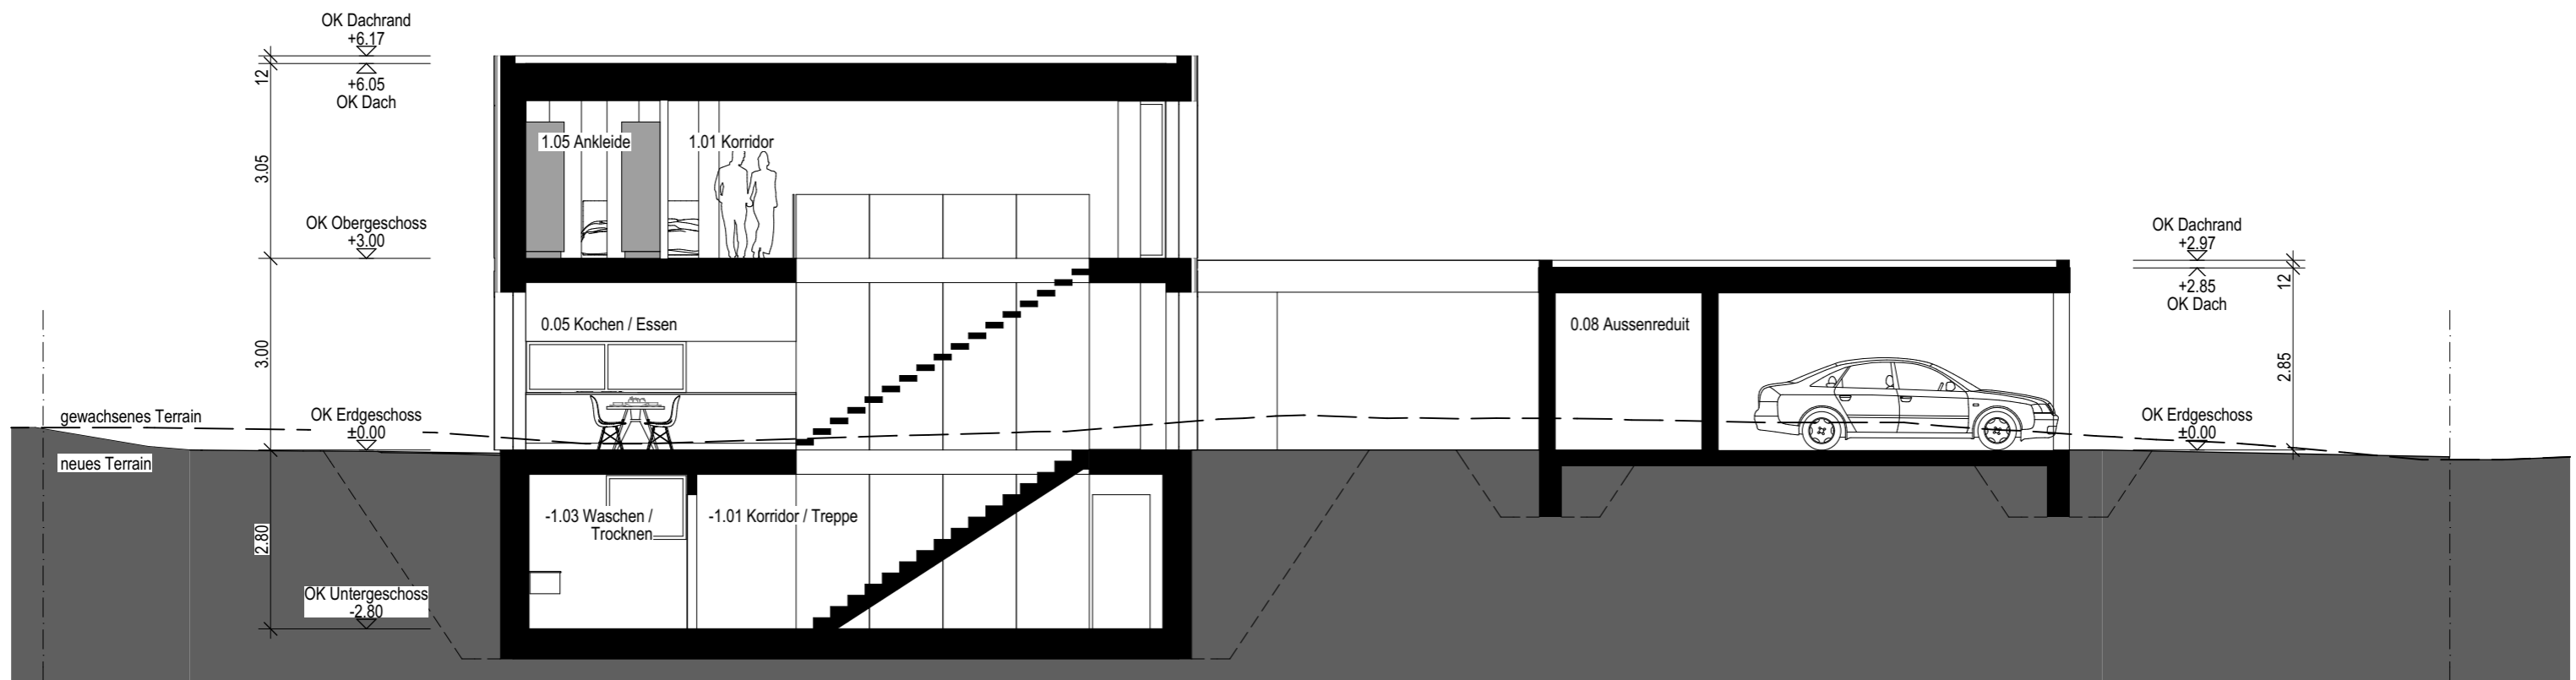 OK Dachrand
+6.17
12
+6.05
OK Dach
3.05
1.05 Ankleide
1.01 Korridor
OK Obergeschoss
+3.00
OK Dachrand
+2.97
12
+2.85
OK Dach
3.00
0.05 Kochen / Essen
0.08 Aussenreduit
2.85
gewachsenes Terrain
OK Erdgeschoss
±0.00
OK Erdgeschoss
±0.00
neues Terrain
2.80
-1.03 Waschen /
Trocknen
-1.01 Korridor / Treppe
OK Untergeschoss
-2.80